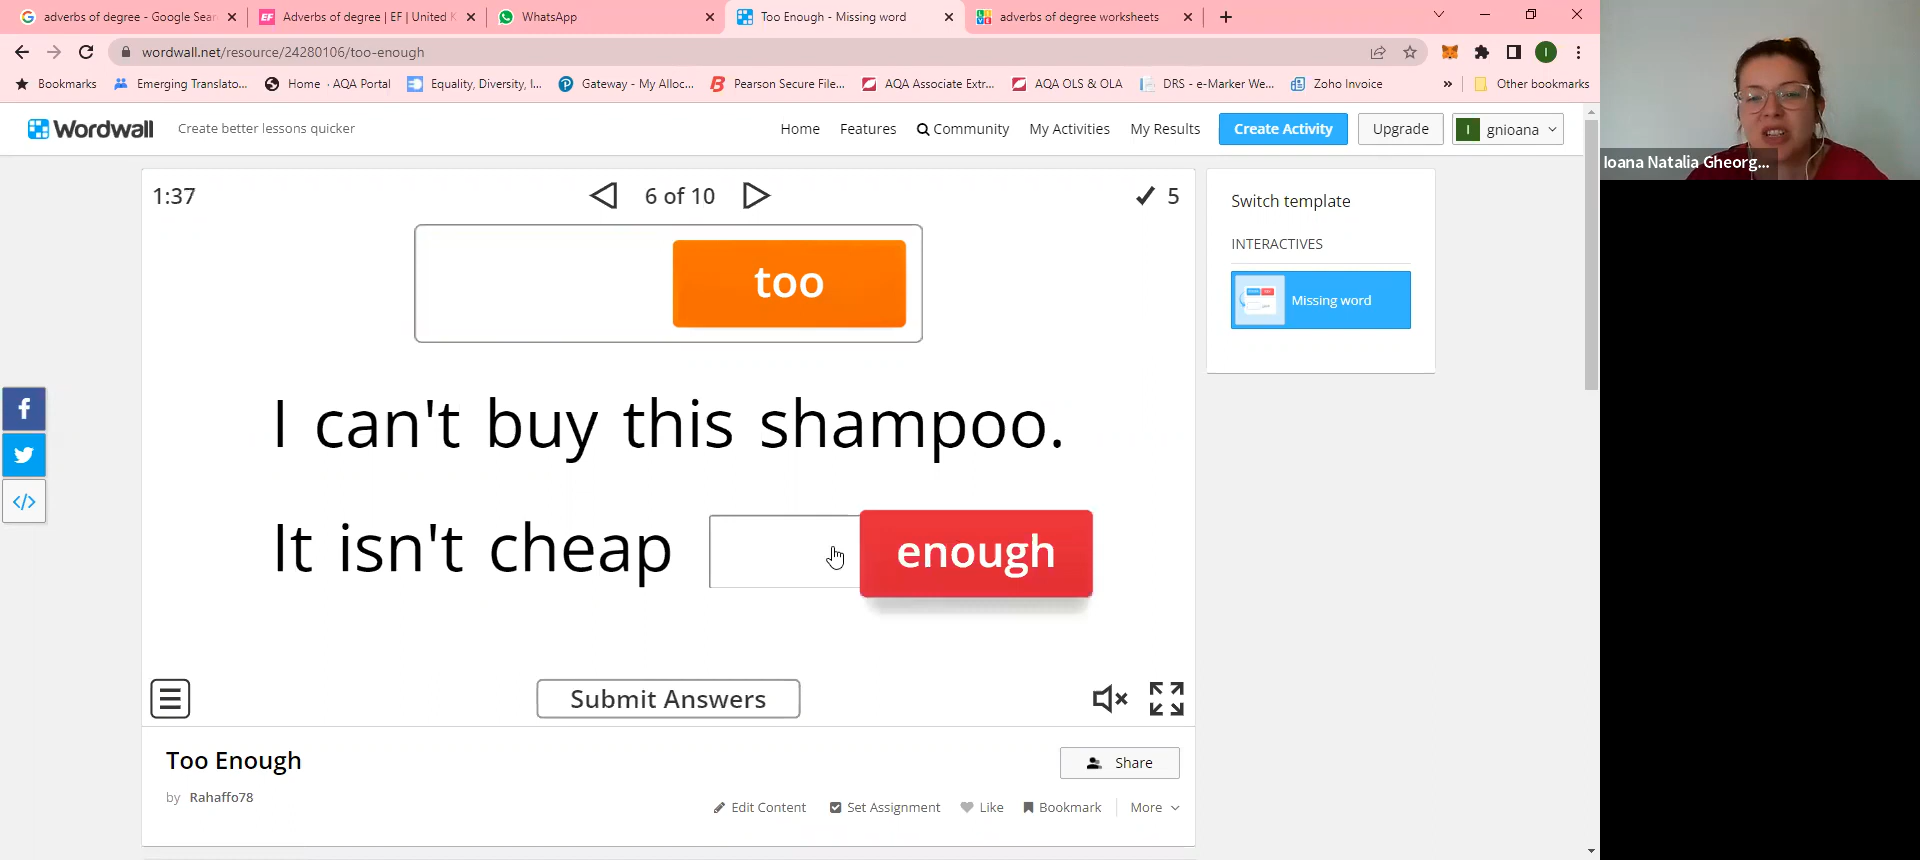 adverbs of degree - Google Sear
Adverbs of degree | EF | United K
WhatsApp
Too Enough - Missing word
adverbs of degree worksheets
wordwall.net/resource/24280106/too-enough
Bookmarks
Emerging Translato...
Home · AQA Portal
Equality, Diversity, I...
Gateway - My Alloc...
Pearson Secure File...
AQA Associate Extr...
AQA OLS & OLA
DRS - e-Marker We...
Zoho Invoice
»
Other bookmarks
Wordwall
Create better lessons quicker
Home
Features
Community
My Activities
My Results
Create Activity
Upgrade
I
gnioana
Ioana Natalia Gheorg...
1:37
6 of 10
5
too
I can't buy this shampoo.
It isn't cheap enough
Submit Answers
Switch template
INTERACTIVES
Missing word
Too Enough
by Rahaffo78
Share
Edit Content
Set Assignment
Like
Bookmark
More